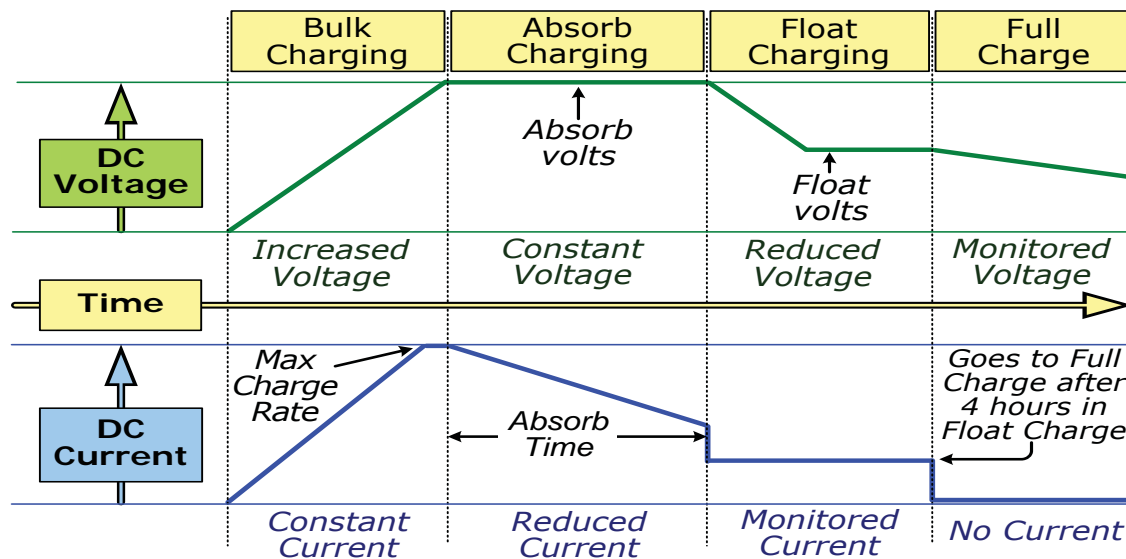 Bulk
Charging
Absorb
Charging
Float
Charging
Full
Charge
DC
Voltage
Absorb
volts
Float
volts
Increased
Voltage
Constant
Voltage
Reduced
Voltage
Monitored
Voltage
Time
Max
Charge
Rate
Goes to Full
Charge after
4 hours in
Float Charge
DC
Current
Absorb
Time
Constant
Current
Reduced
Current
Monitored
Current
No Current